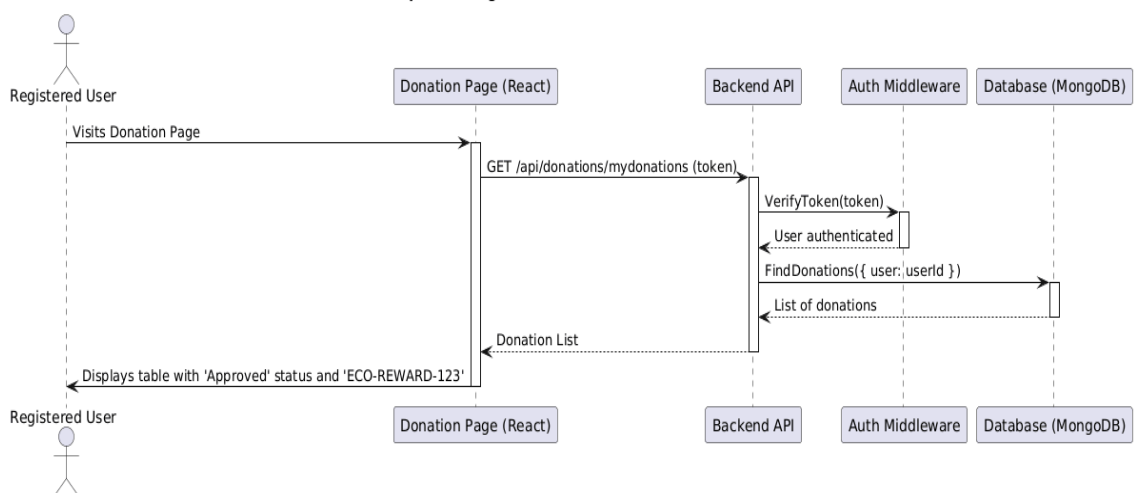 Registered User
Donation Page (React)
Backend API
Auth Middleware
Database (MongoDB)
Visits Donation Page
GET /api/donations/mydonations (token)
VerifyToken(token)
User authenticated
FindDonations({ user: userId })
List of donations
Donation List
Displays table with 'Approved' status and 'ECO-REWARD-123'
Registered User
Donation Page (React)
Backend API
Auth Middleware
Database (MongoDB)